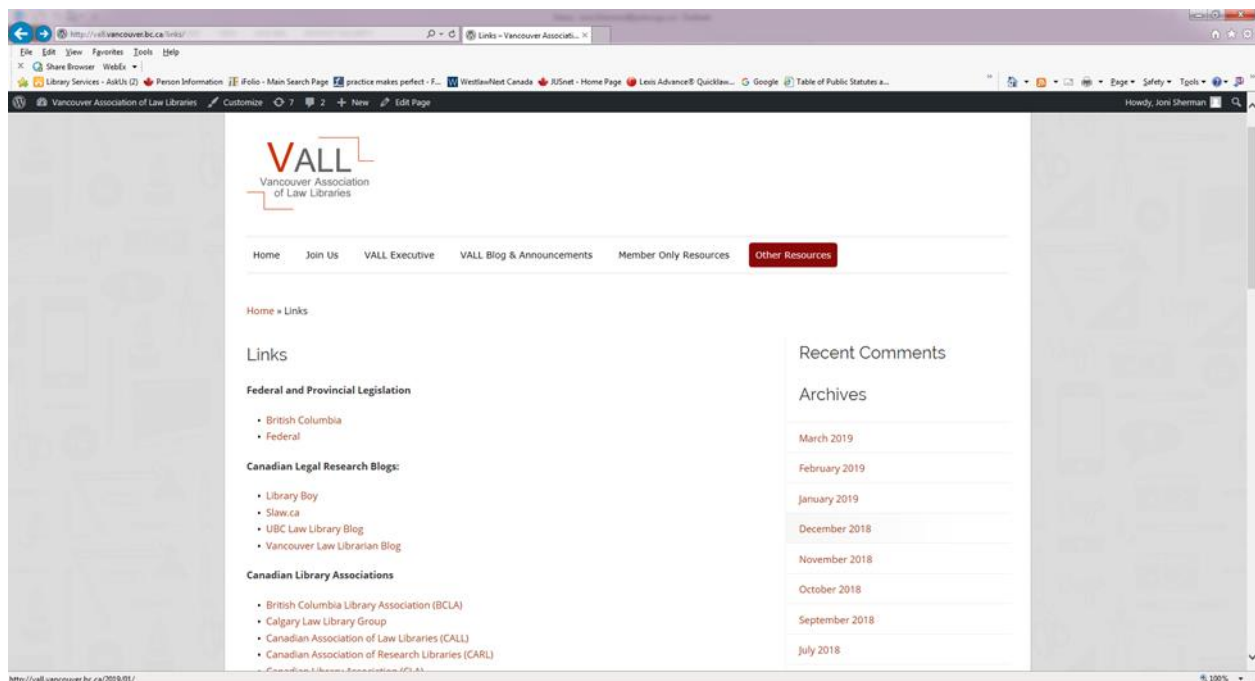 http://vall.vancouver.bc.ca/links/
Links – Vancouver Associati...
File Edit View Favorites Tools Help
Share Browser WebEx
Library Services - AskUs (2) Person Information iFolio - Main Search Page practice makes perfect - F... WestlawNext Canada JUSnet - Home Page Lexis Advance® Quicklaw... Google Table of Public Statutes a...
Page Safety Tools
Vancouver Association of Law Libraries Customize 7 2 + New Edit Page
Howdy, Joni Sherman
VALL
Vancouver Association
of Law Libraries
Home Join Us VALL Executive VALL Blog & Announcements Member Only Resources Other Resources
Home » Links
Links
Federal and Provincial Legislation
• British Columbia
• Federal
Canadian Legal Research Blogs:
• Library Boy
• Slaw.ca
• UBC Law Library Blog
• Vancouver Law Librarian Blog
Canadian Library Associations
• British Columbia Library Association (BCLA)
• Calgary Law Library Group
• Canadian Association of Law Libraries (CALL)
• Canadian Association of Research Libraries (CARL)
• Canadian Library Association (CLA)
Recent Comments
Archives
March 2019
February 2019
January 2019
December 2018
November 2018
October 2018
September 2018
July 2018
http://vall.vancouver.bc.ca/2019/01/
100%